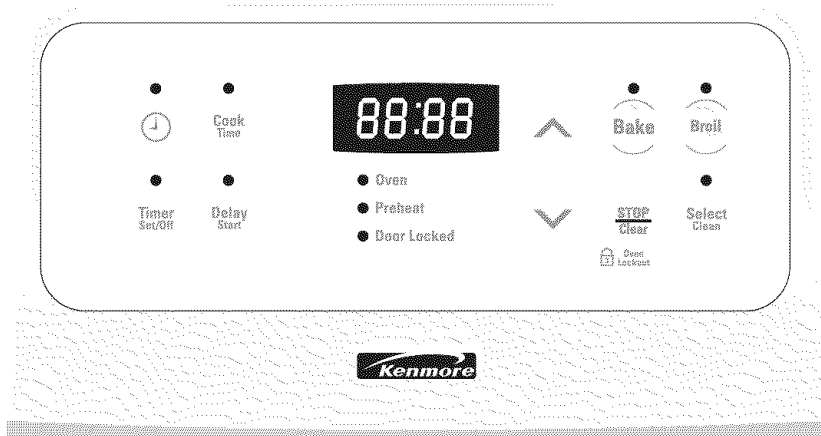 88:88
Cook
Time
Bake
Broil
Oven
Preheat
Door Locked
Timer
Set/Off
Delay
Start
STOP
Clear
Select
Clean
Oven
Lockout
Kenmore